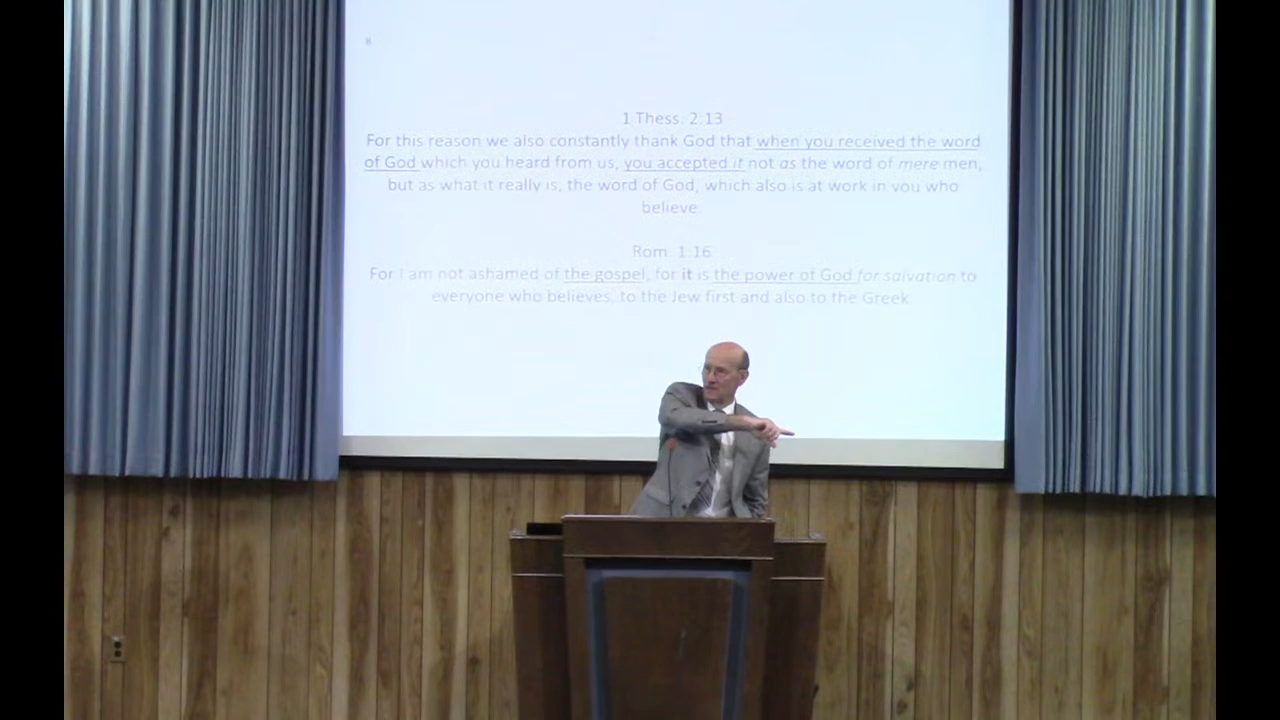 1 Thess. 2:13
For this reason we also constantly thank God that when you received the word
of God which you heard from us, you accepted it not as the word of mere men,
but as what it really is, the word of God, which also is at work in you who
believe.
Rom. 1:16
For I am not ashamed of the gospel, for it is the power of God for salvation to
everyone who believes, to the Jew first and also to the Greek.